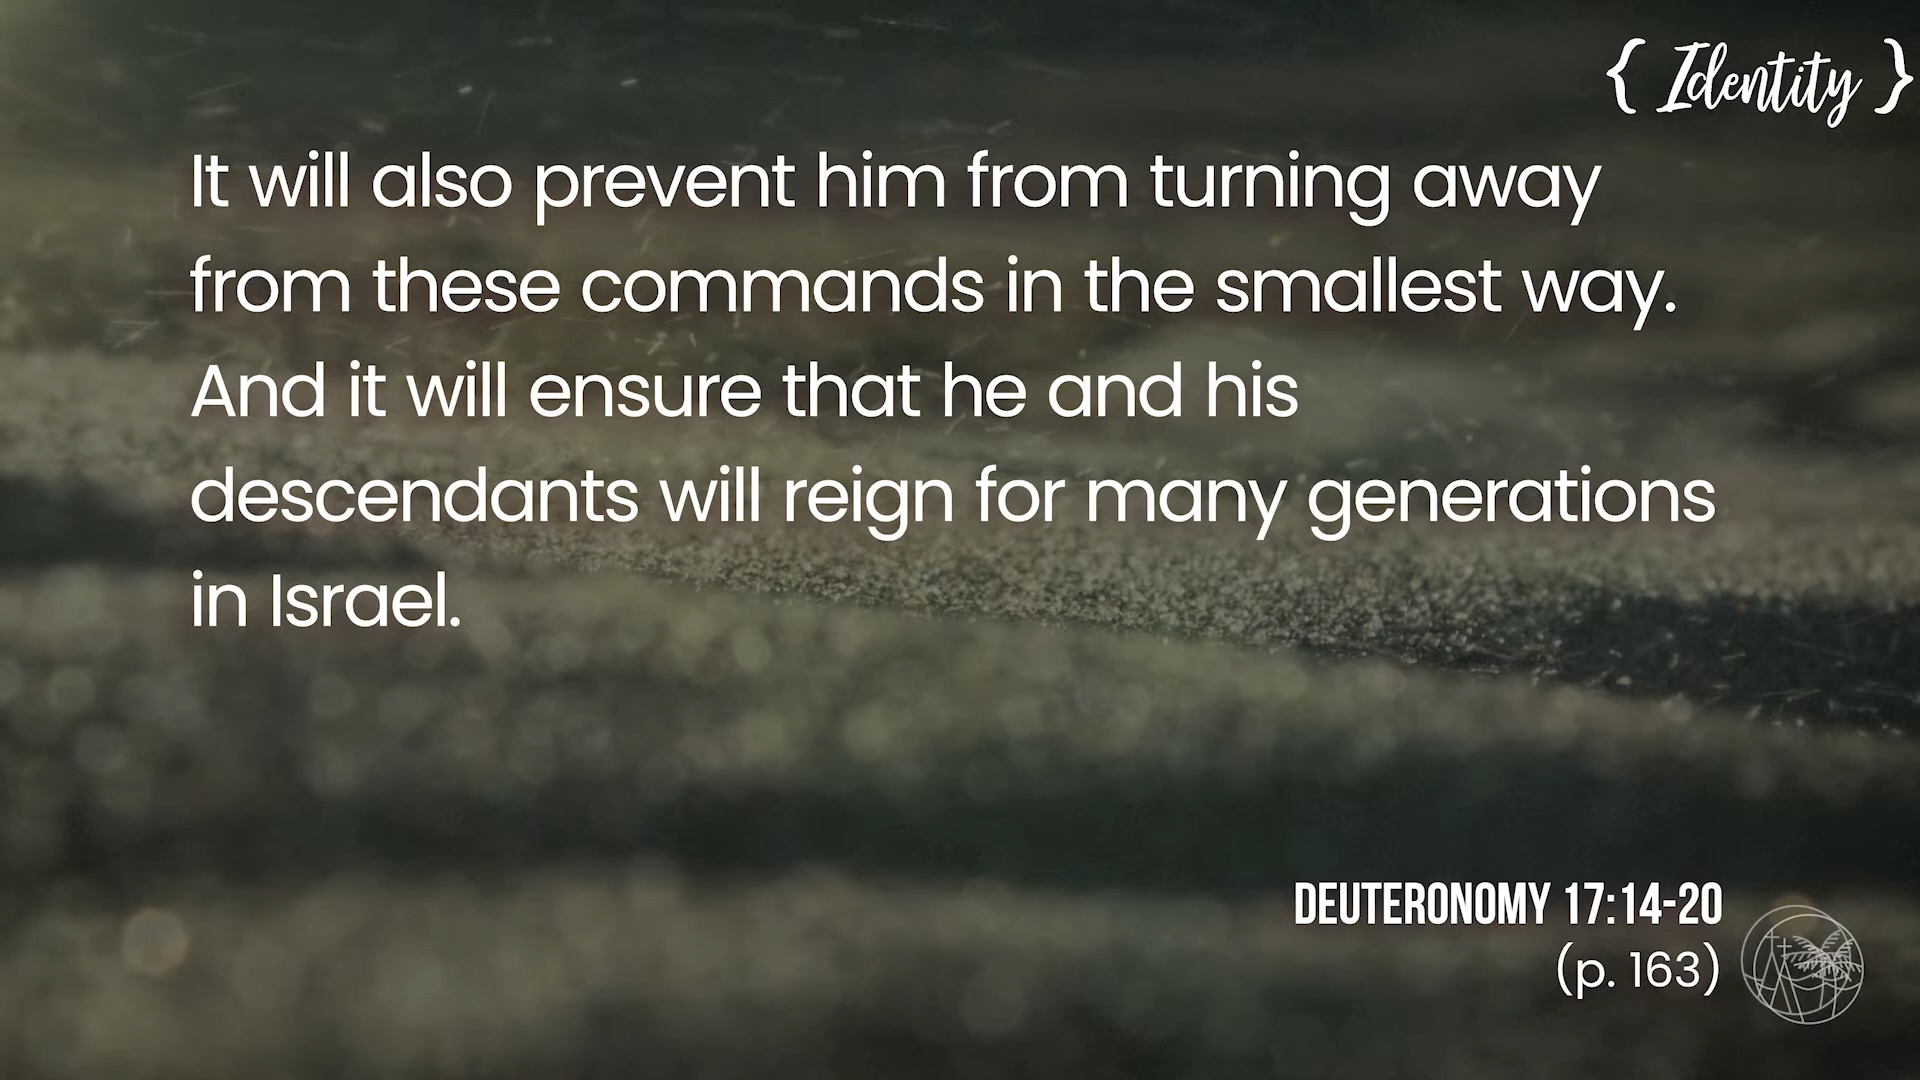 { Identity }
It will also prevent him from turning away
from these commands in the smallest way.
And it will ensure that he and his
descendants will reign for many generations
in Israel.
DEUTERONOMY 17:14-20
(p. 163)